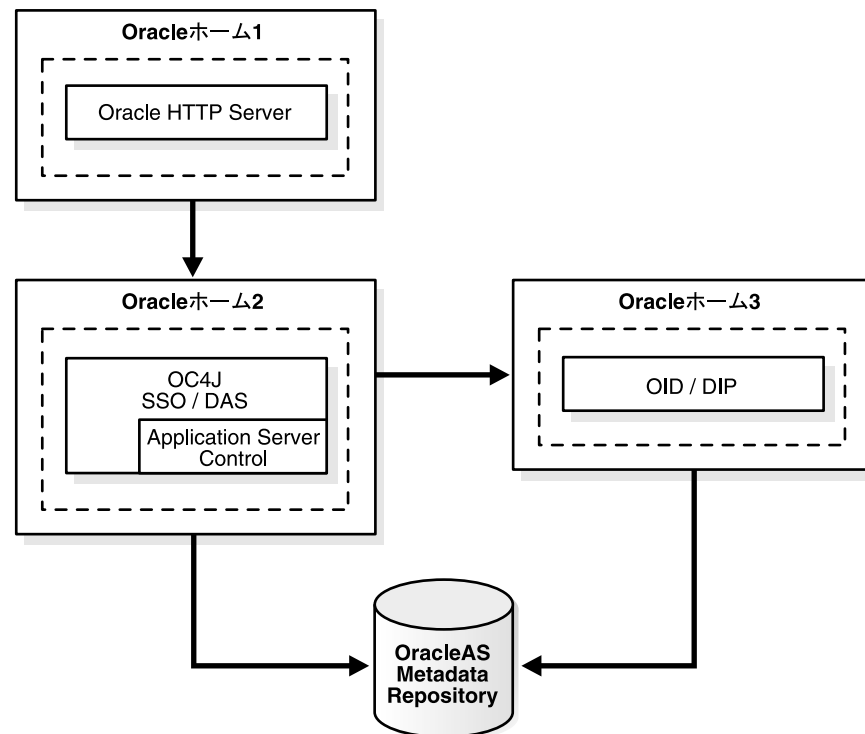 Oracleホーム1
Oracle HTTP Server
Oracleホーム2
OC4J
SSO / DAS
Application Server
Control
Oracleホーム3
OID / DIP
OracleAS
Metadata
Repository